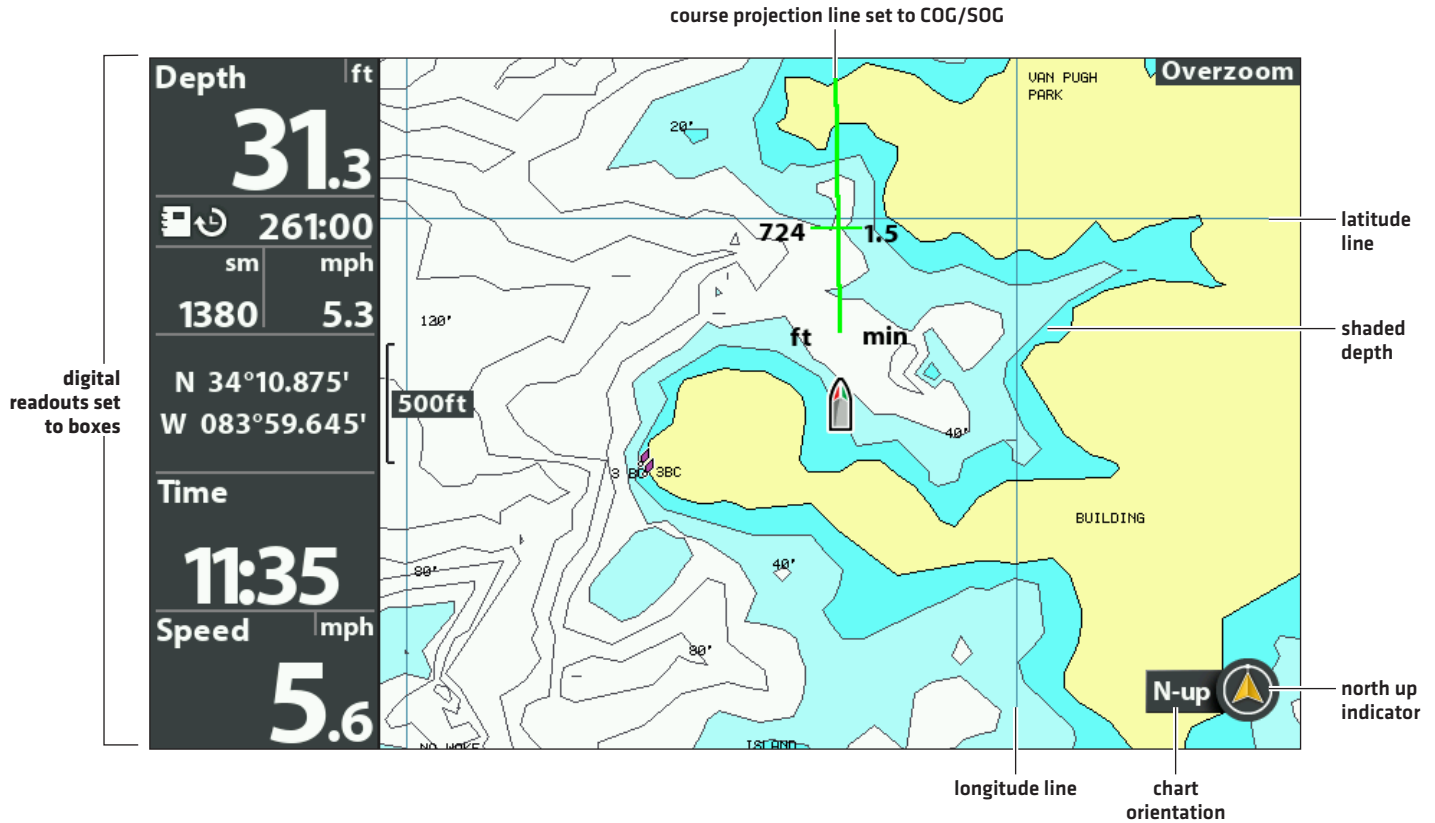 course projection line set to COG/SOG
Depth ft
31.3
261:00
sm mph
1380 5.3
N 34°10.875'
W 083°59.645'
Time
11:35
Speed mph
5.6
digital
readouts set
to boxes
Overzoom
VAN PUGH
PARK
20'
724 1.5
ft min
120'
500ft
40'
3BC
BUILDING
40'
80'
80'
N-up
NO WAKE
ISLAND
latitude
line
shaded
depth
north up
indicator
longitude line
chart
orientation